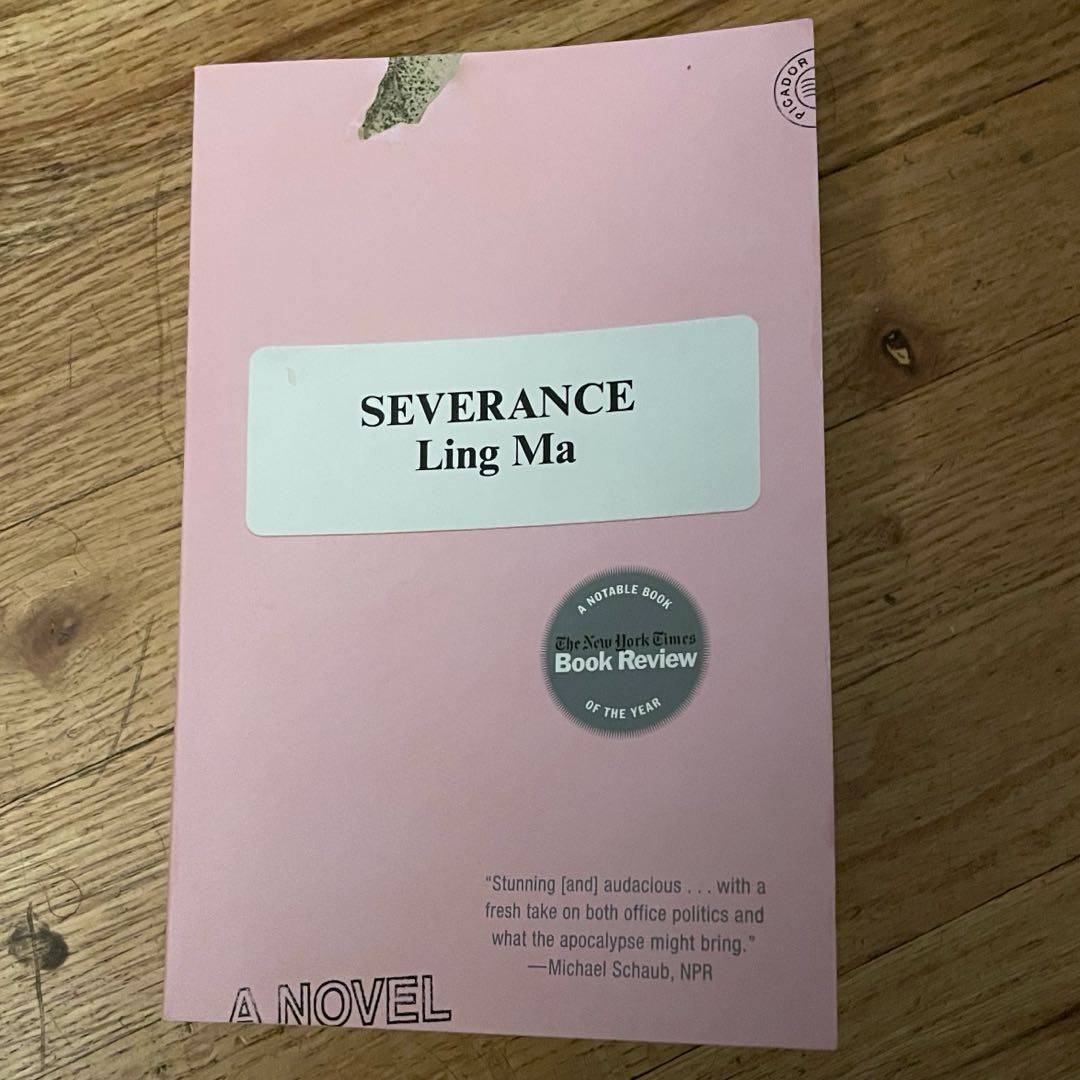 PICADOR
SEVERANCE
Ling Ma
A NOTABLE BOOK
The New York Times
Book Review
OF THE YEAR
"Stunning [and] audacious . . . with a
fresh take on both office politics and
what the apocalypse might bring."
—Michael Schaub, NPR
A NOVEL